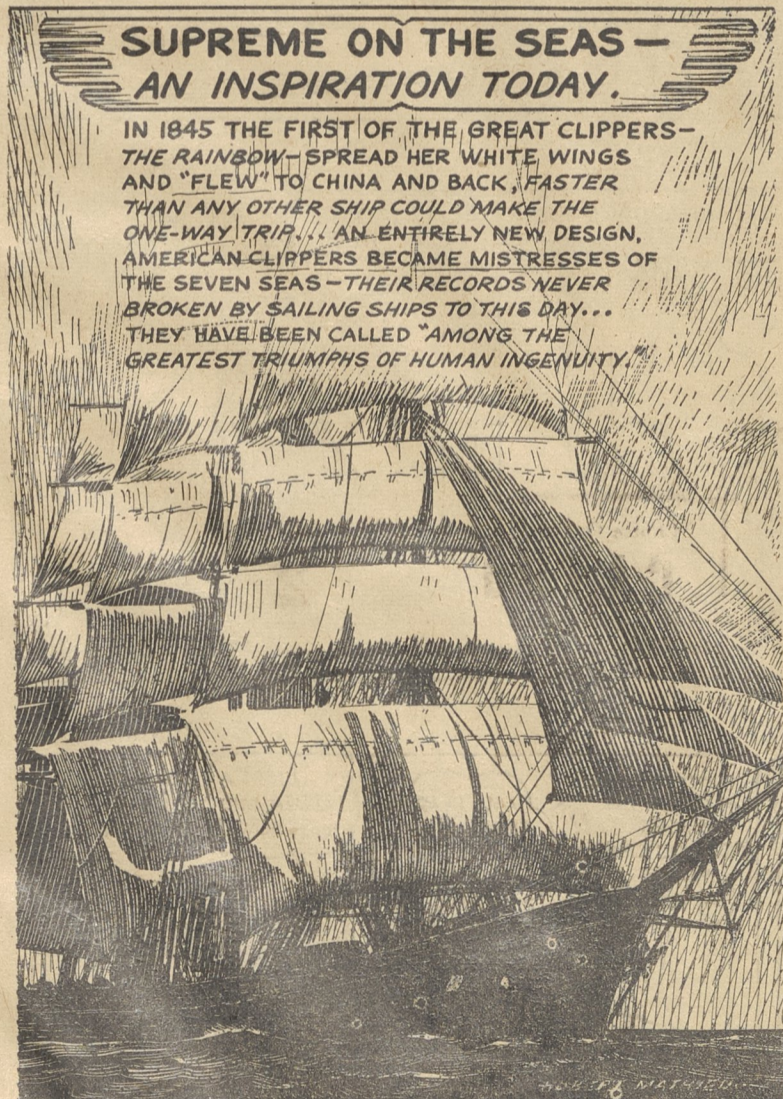 SUPREME ON THE SEAS—
AN INSPIRATION TODAY.
IN 1845 THE FIRST OF THE GREAT CLIPPERS—
THE RAINBOW—SPREAD HER WHITE WINGS
AND "FLEW" TO CHINA AND BACK, FASTER
THAN ANY OTHER SHIP COULD MAKE THE
ONE-WAY TRIP... AN ENTIRELY NEW DESIGN,
AMERICAN CLIPPERS BECAME MISTRESSES OF
THE SEVEN SEAS—THEIR RECORDS NEVER
BROKEN BY SAILING SHIPS TO THIS DAY...
THEY HAVE BEEN CALLED "AMONG THE
GREATEST TRIUMPHS OF HUMAN INGENUITY."
ROBERT MATHIEU